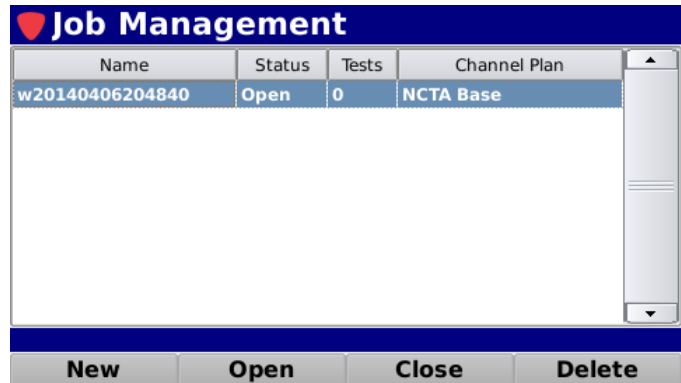 Job Management
Name Status Tests Channel Plan
w20140406204840 Open 0 NCTA Base
New Open Close Delete